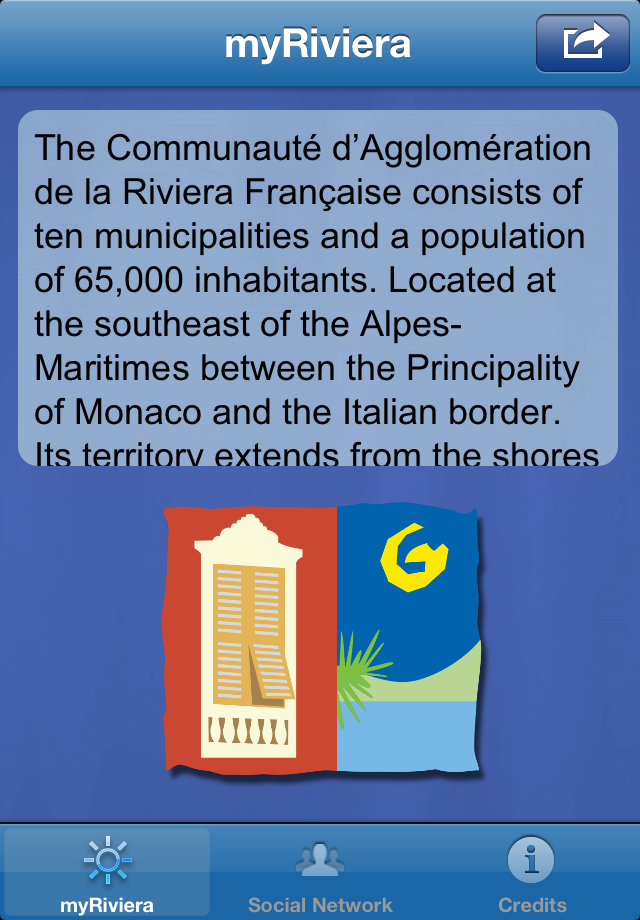 myRiviera
The Communauté d’Agglomération
de la Riviera Française consists of
ten municipalities and a population
of 65,000 inhabitants. Located at
the southeast of the Alpes-
Maritimes between the Principality
of Monaco and the Italian border.
Its territory extends from the shores
myRiviera
Social Network
Credits